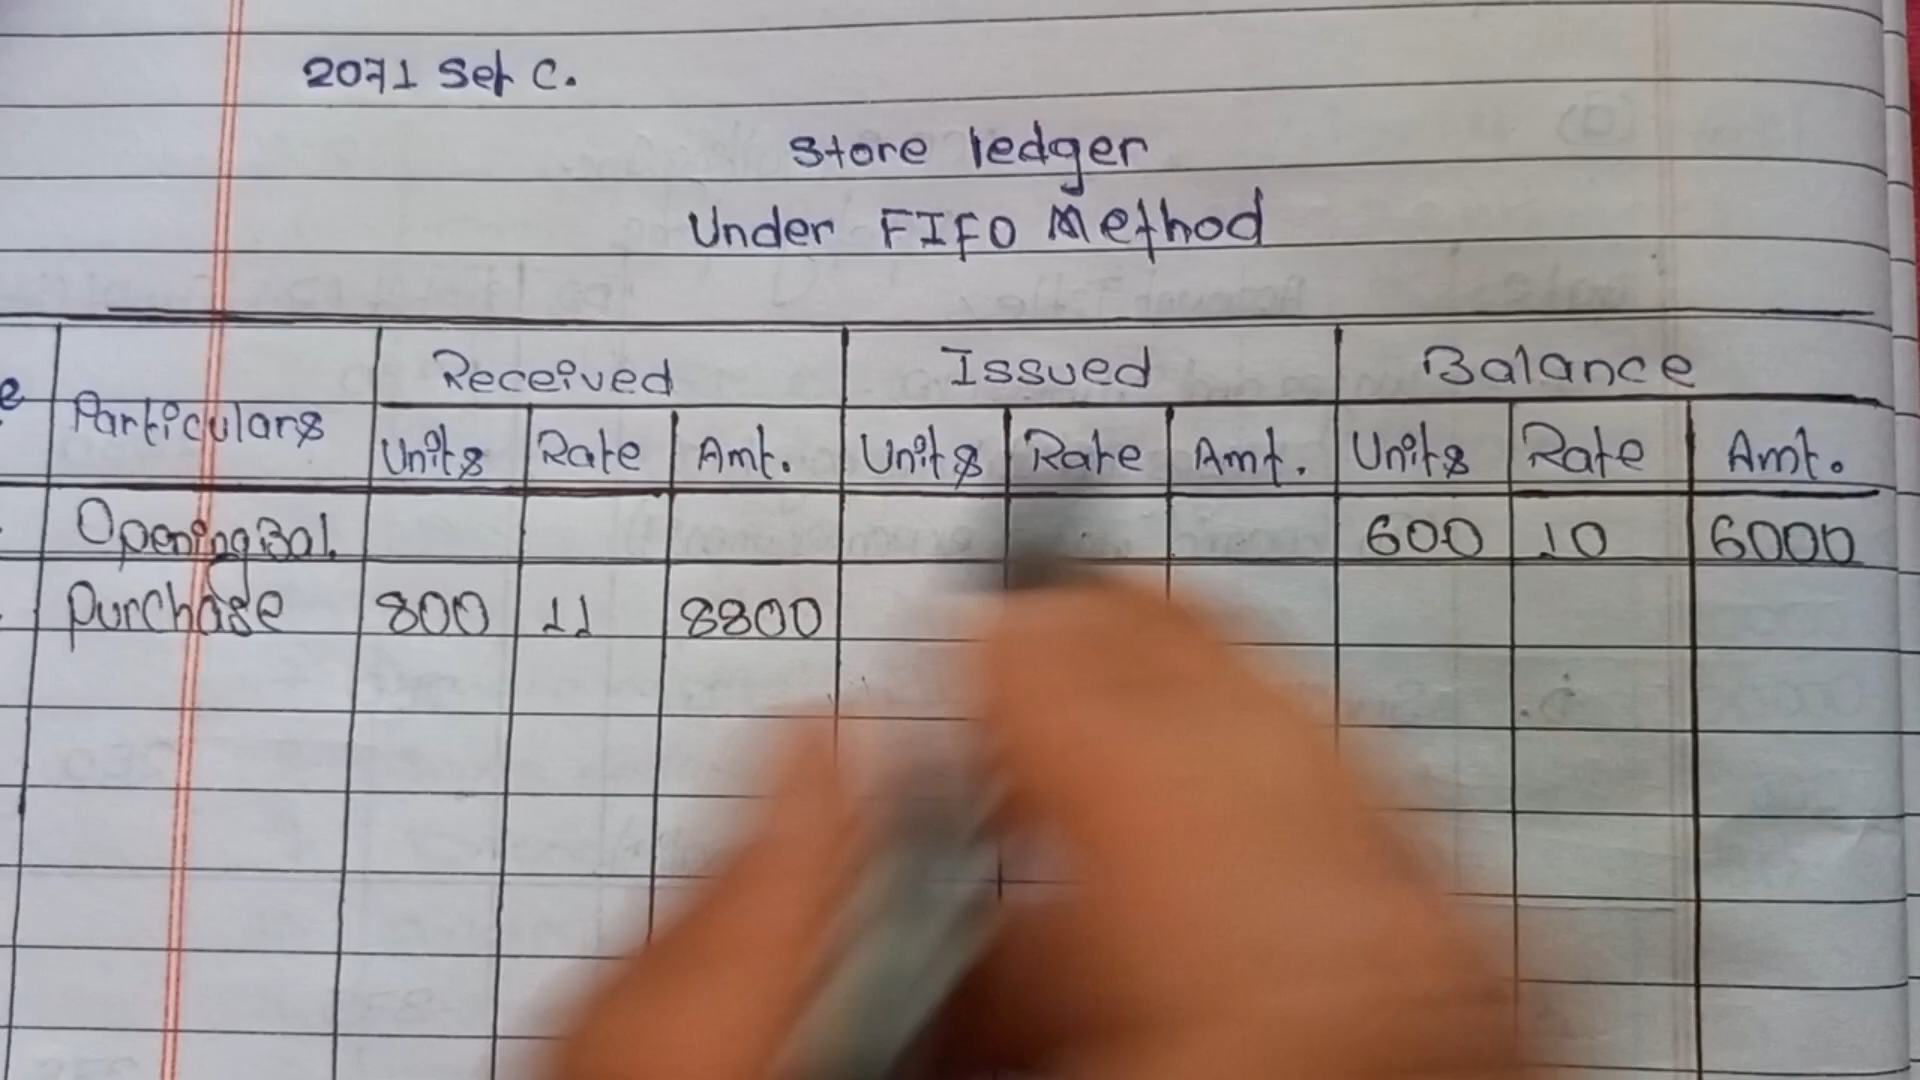 2071 Set C.
Store ledger
Under FIFO Method
Particulars Received Issued Balance
Units Rate Amt. Units Rate Amt. Units Rate Amt.
Opening Bal. 600 10 6000
Purchase 800 11 8800